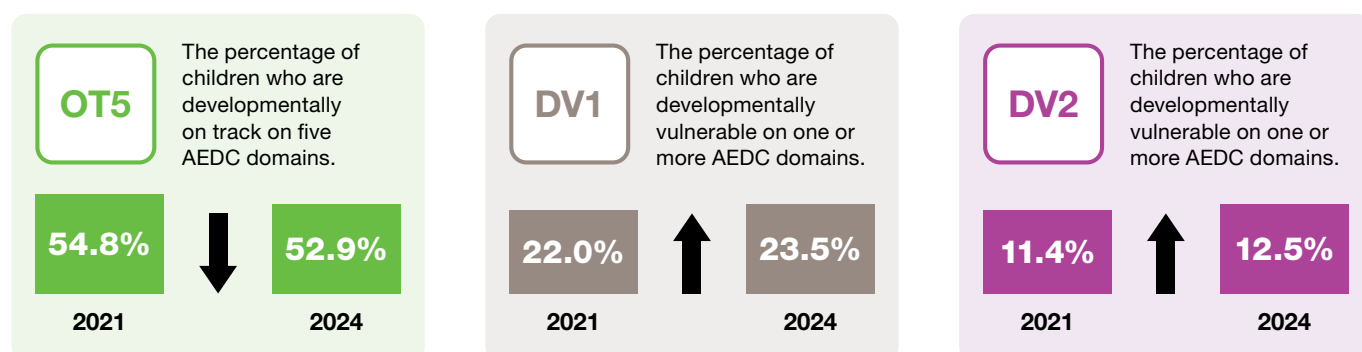 OT5
The percentage of
children who are
developmentally
on track on five
AEDC domains.
54.8%
52.9%
2021
2024
DV1
The percentage of
children who are
developmentally
vulnerable on one or
more AEDC domains.
22.0%
23.5%
2021
2024
DV2
The percentage of
children who are
developmentally
vulnerable on one or
more AEDC domains.
11.4%
12.5%
2021
2024